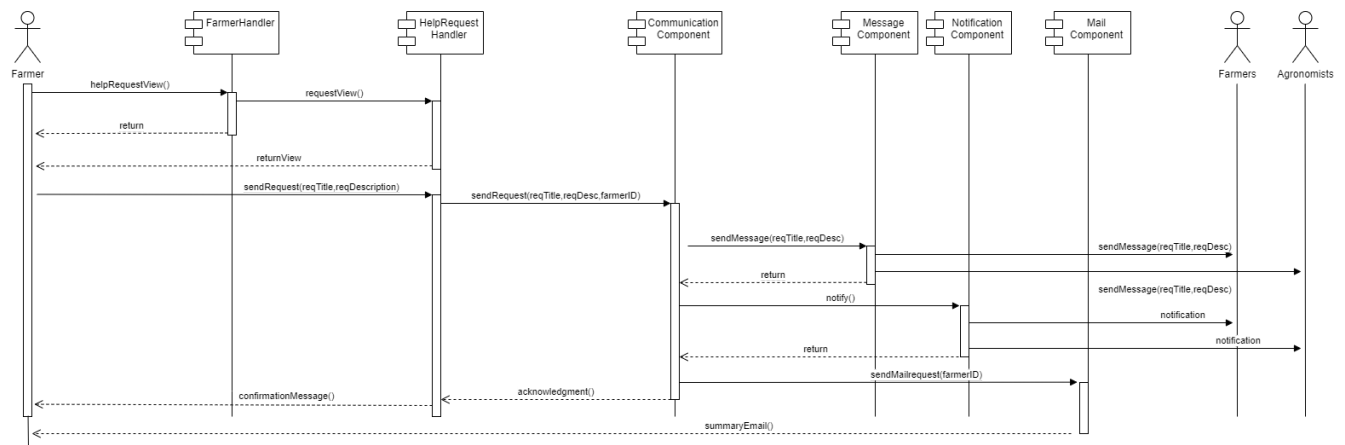 FarmerHandler
HelpRequest
Handler
Communication
Component
Message
Component
Notification
Component
Mail
Component
Farmer
Farmers
Agronomists
helpRequestView()
requestView()
return
returnView
sendRequest(reqTitle,reqDescription)
sendRequest(reqTitle,reqDesc,farmerID)
sendMessage(reqTitle,reqDesc)
sendMessage(reqTitle,reqDesc)
return
sendMessage(reqTitle,reqDesc)
notify()
notification
notification
return
sendMailrequest(farmerID)
acknowledgment()
confirmationMessage()
summaryEmail()